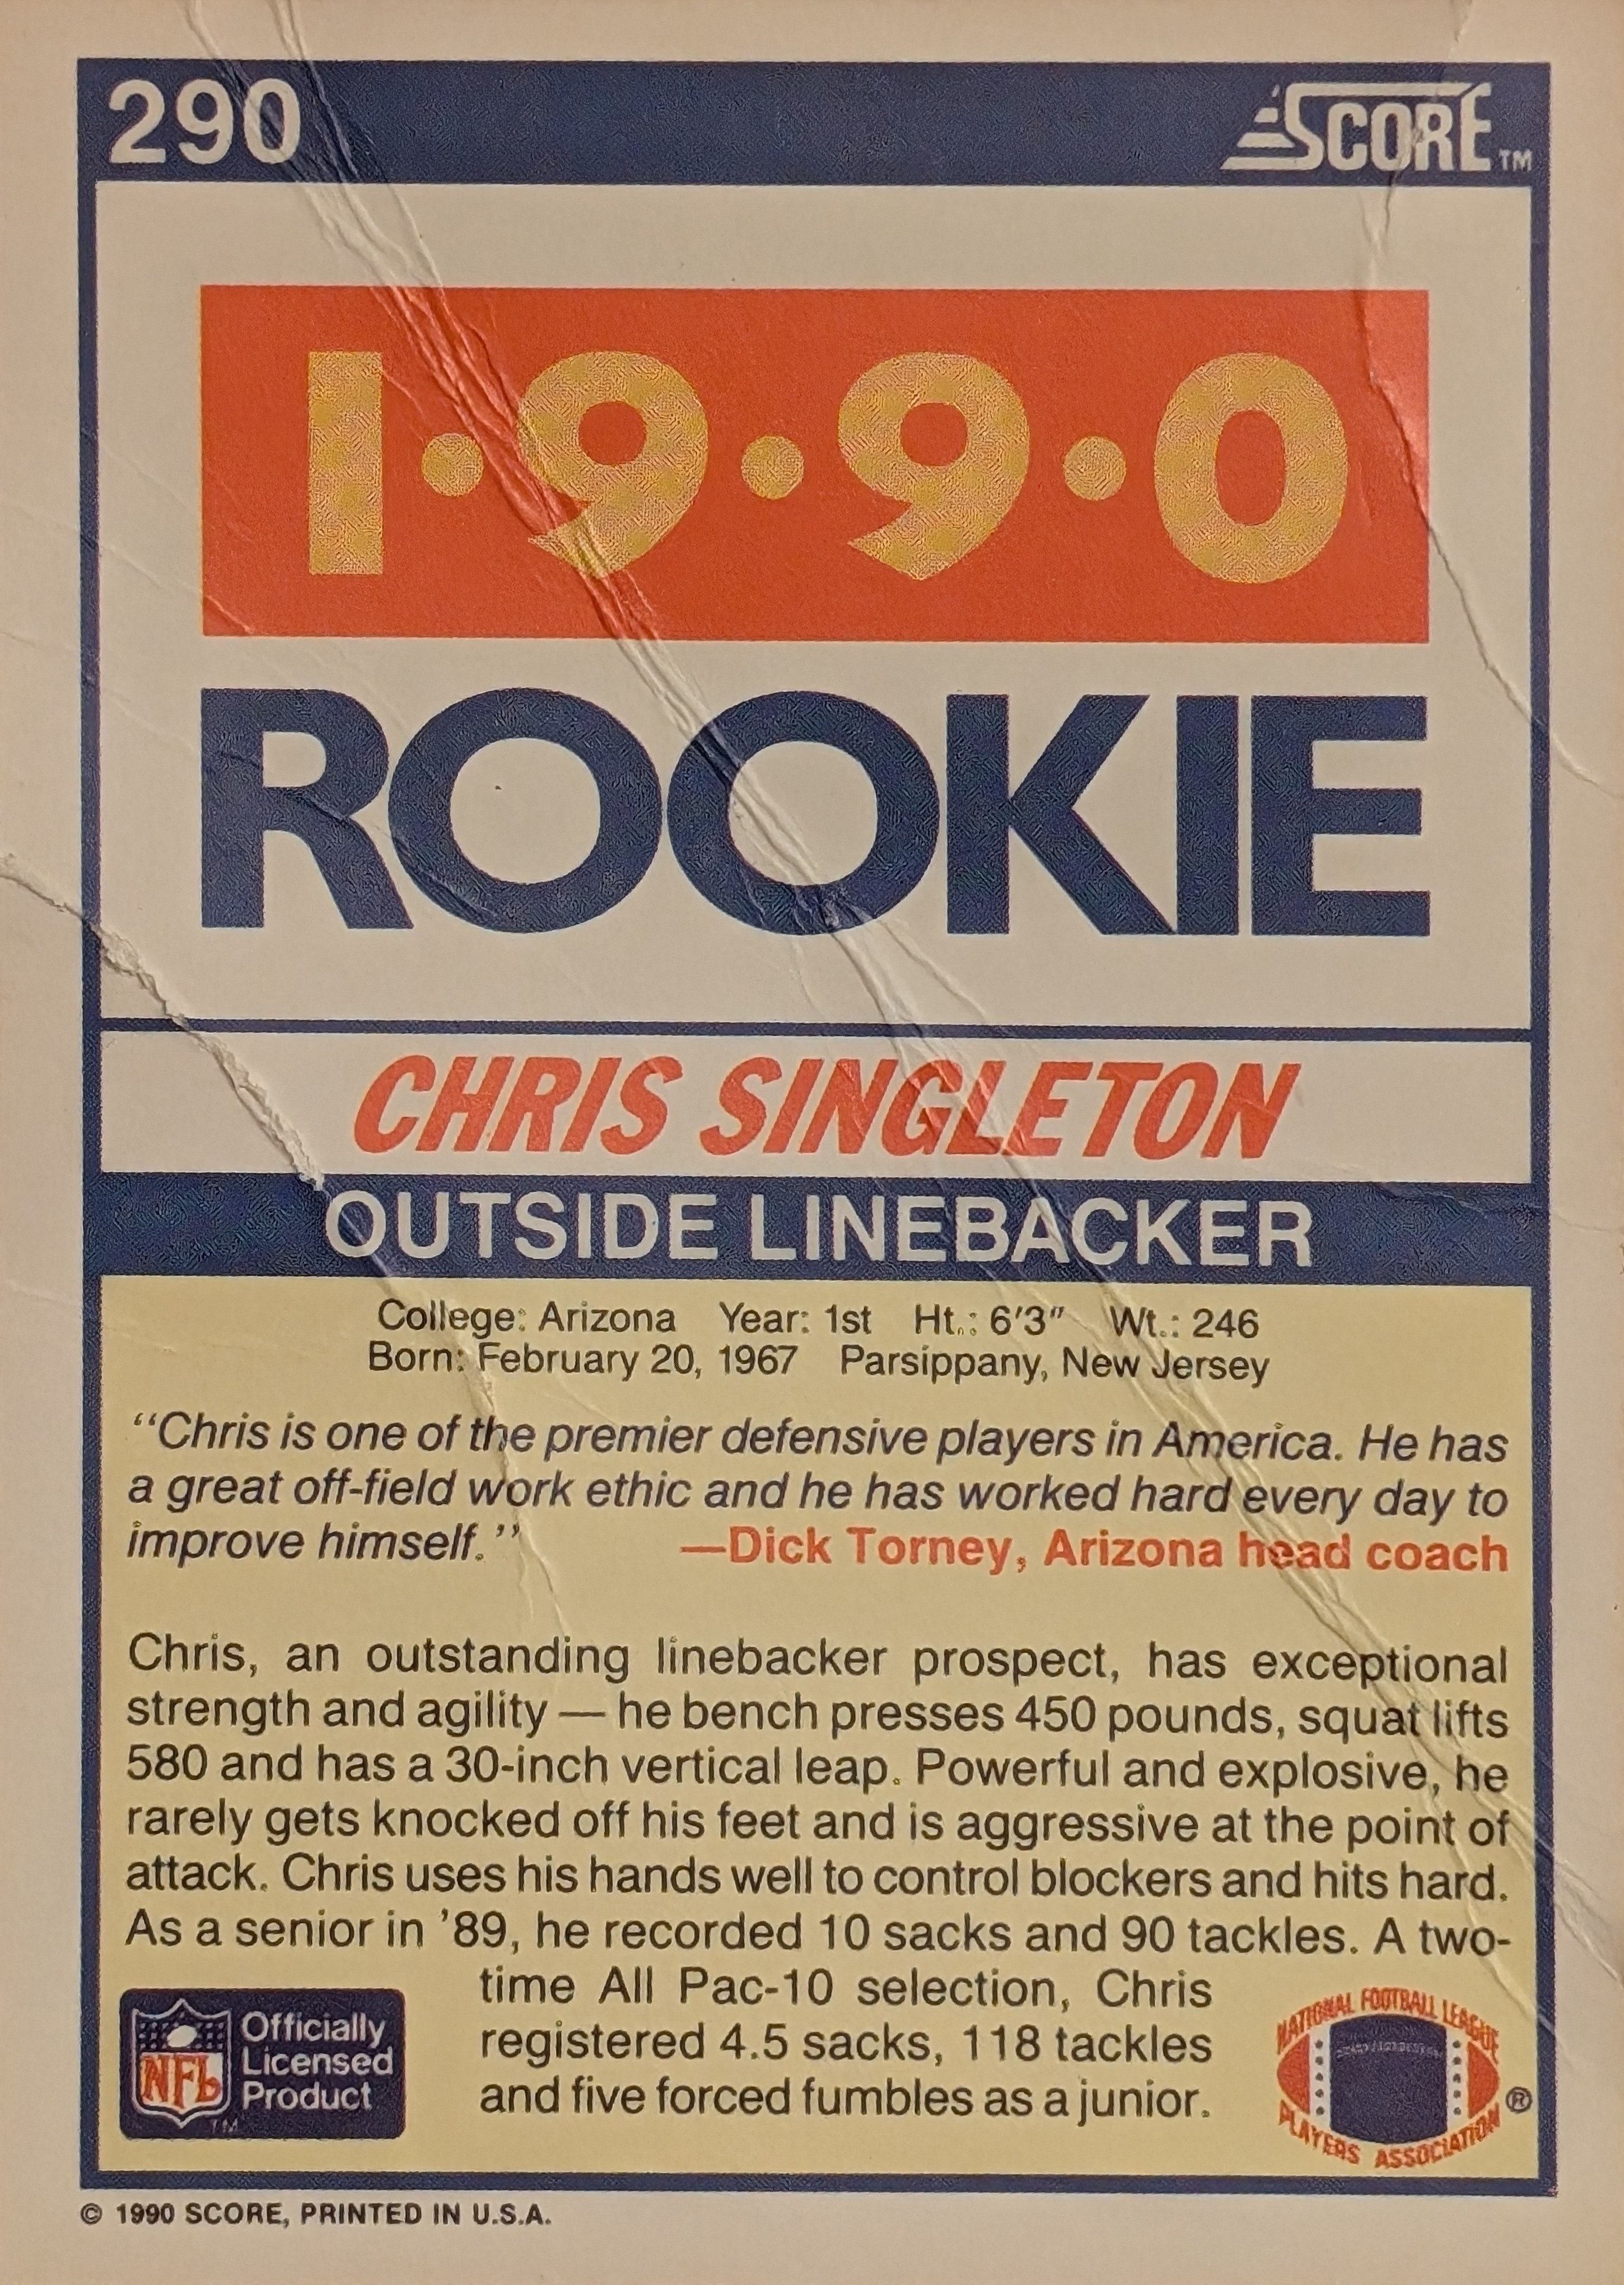 290
SCORE™
1·9·9·0
ROOKIE
CHRIS SINGLETON
OUTSIDE LINEBACKER
College: Arizona Year: 1st Ht.: 6'3" Wt.: 246
Born: February 20, 1967 Parsippany, New Jersey
“Chris is one of the premier defensive players in America. He has
a great off-field work ethic and he has worked hard every day to
improve himself.” —Dick Torney, Arizona head coach
Chris, an outstanding linebacker prospect, has exceptional
strength and agility — he bench presses 450 pounds, squat lifts
580 and has a 30-inch vertical leap. Powerful and explosive, he
rarely gets knocked off his feet and is aggressive at the point of
attack. Chris uses his hands well to control blockers and hits hard.
As a senior in ’89, he recorded 10 sacks and 90 tackles. A two-
time All Pac-10 selection, Chris
registered 4.5 sacks, 118 tackles
and five forced fumbles as a junior.
NFL
Officially
Licensed
Product
TM
NATIONAL FOOTBALL LEAGUE
PLAYERS ASSOCIATION
®
© 1990 SCORE, PRINTED IN U.S.A.